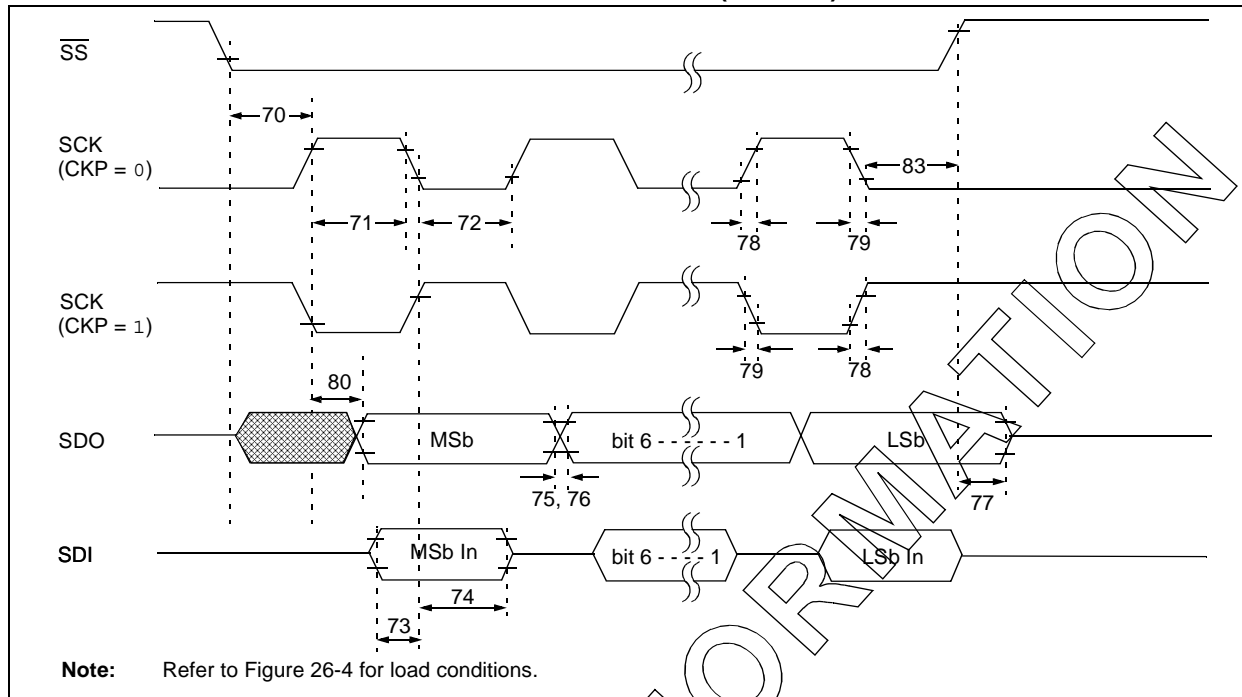 SS
70
SCK
(CKP = 0)
83
71
72
78
79
SCK
(CKP = 1)
79
78
80
SDO
MSb
bit 6 - - - - - - 1
LSb
75, 76
77
SDI
MSb In
bit 6 - - - - 1
LSb In
74
73
Note: Refer to Figure 26-4 for load conditions.
ORMATION